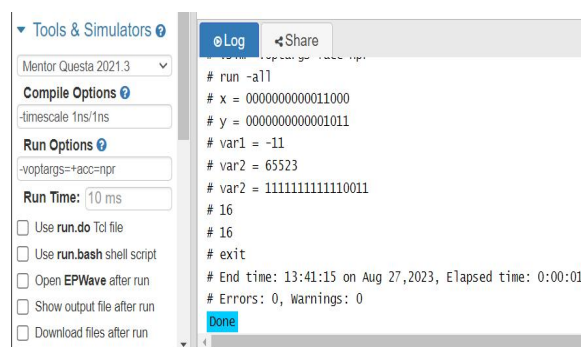 Tools & Simulators
Mentor Questa 2021.3
Compile Options
-timescale 1ns/1ns
Run Options
-voptargs=+acc=npr
Run Time: 10 ms
Use run.do Tcl file
Use run.bash shell script
Open EPWave after run
Show output file after run
Download files after run
Log
Share
# run -all
# x = 0000000000011000
# y = 0000000000001011
# var1 = -11
# var2 = 65523
# var2 = 1111111111110011
# 16
# 16
# exit
# End time: 13:41:15 on Aug 27,2023, Elapsed time: 0:00:01
# Errors: 0, Warnings: 0
Done